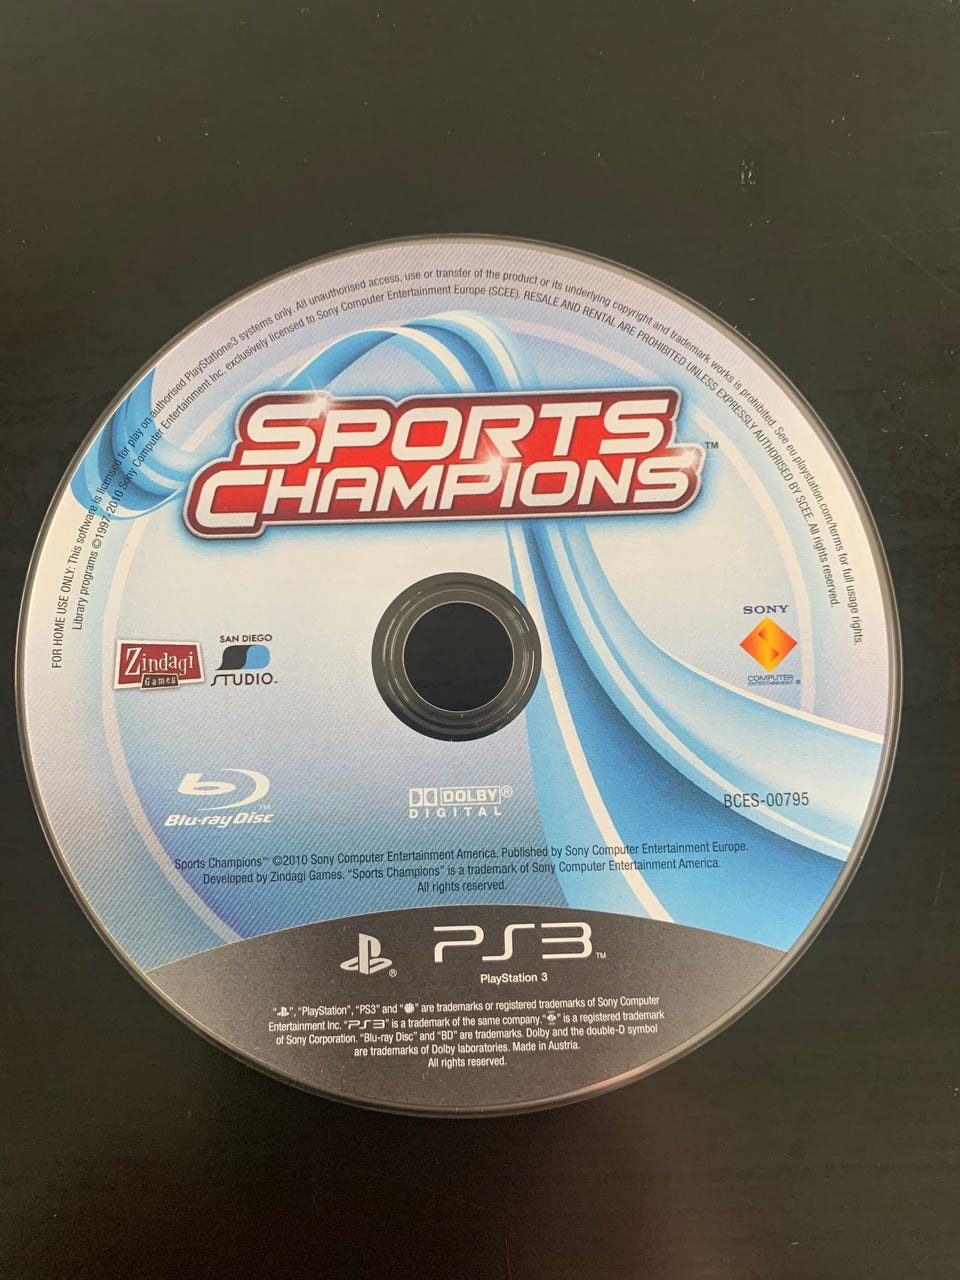 FOR HOME USE ONLY: This software is licensed for play on authorised PlayStation®3 systems only. All unauthorised access, use or transfer of the product or its underlying copyright and trademark works is prohibited. See eu.playstation.com/terms for full usage rights.
Library programs ©1997-2010 Sony Computer Entertainment Inc. exclusively licensed to Sony Computer Entertainment Europe (SCEE). RESALE AND RENTAL ARE PROHIBITED UNLESS EXPRESSLY AUTHORISED BY SCEE. All rights reserved.
SPORTS
CHAMPIONS™
Zindagi
Games
SAN DIEGO
STUDIO™
SONY
COMPUTER
ENTERTAINMENT®
Blu-ray Disc™
DOLBY®
DIGITAL
BCES-00795
Sports Champions™ ©2010 Sony Computer Entertainment America. Published by Sony Computer Entertainment Europe.
Developed by Zindagi Games. "Sports Champions" is a trademark of Sony Computer Entertainment America.
All rights reserved.
® PS3™
PlayStation 3
" ", "PlayStation", "PS3" and " " are trademarks or registered trademarks of Sony Computer
Entertainment Inc. "PS3" is a trademark of the same company. " " is a registered trademark
of Sony Corporation. "Blu-ray Disc" and "BD" are trademarks. Dolby and the double-D symbol
are trademarks of Dolby laboratories. Made in Austria.
All rights reserved.